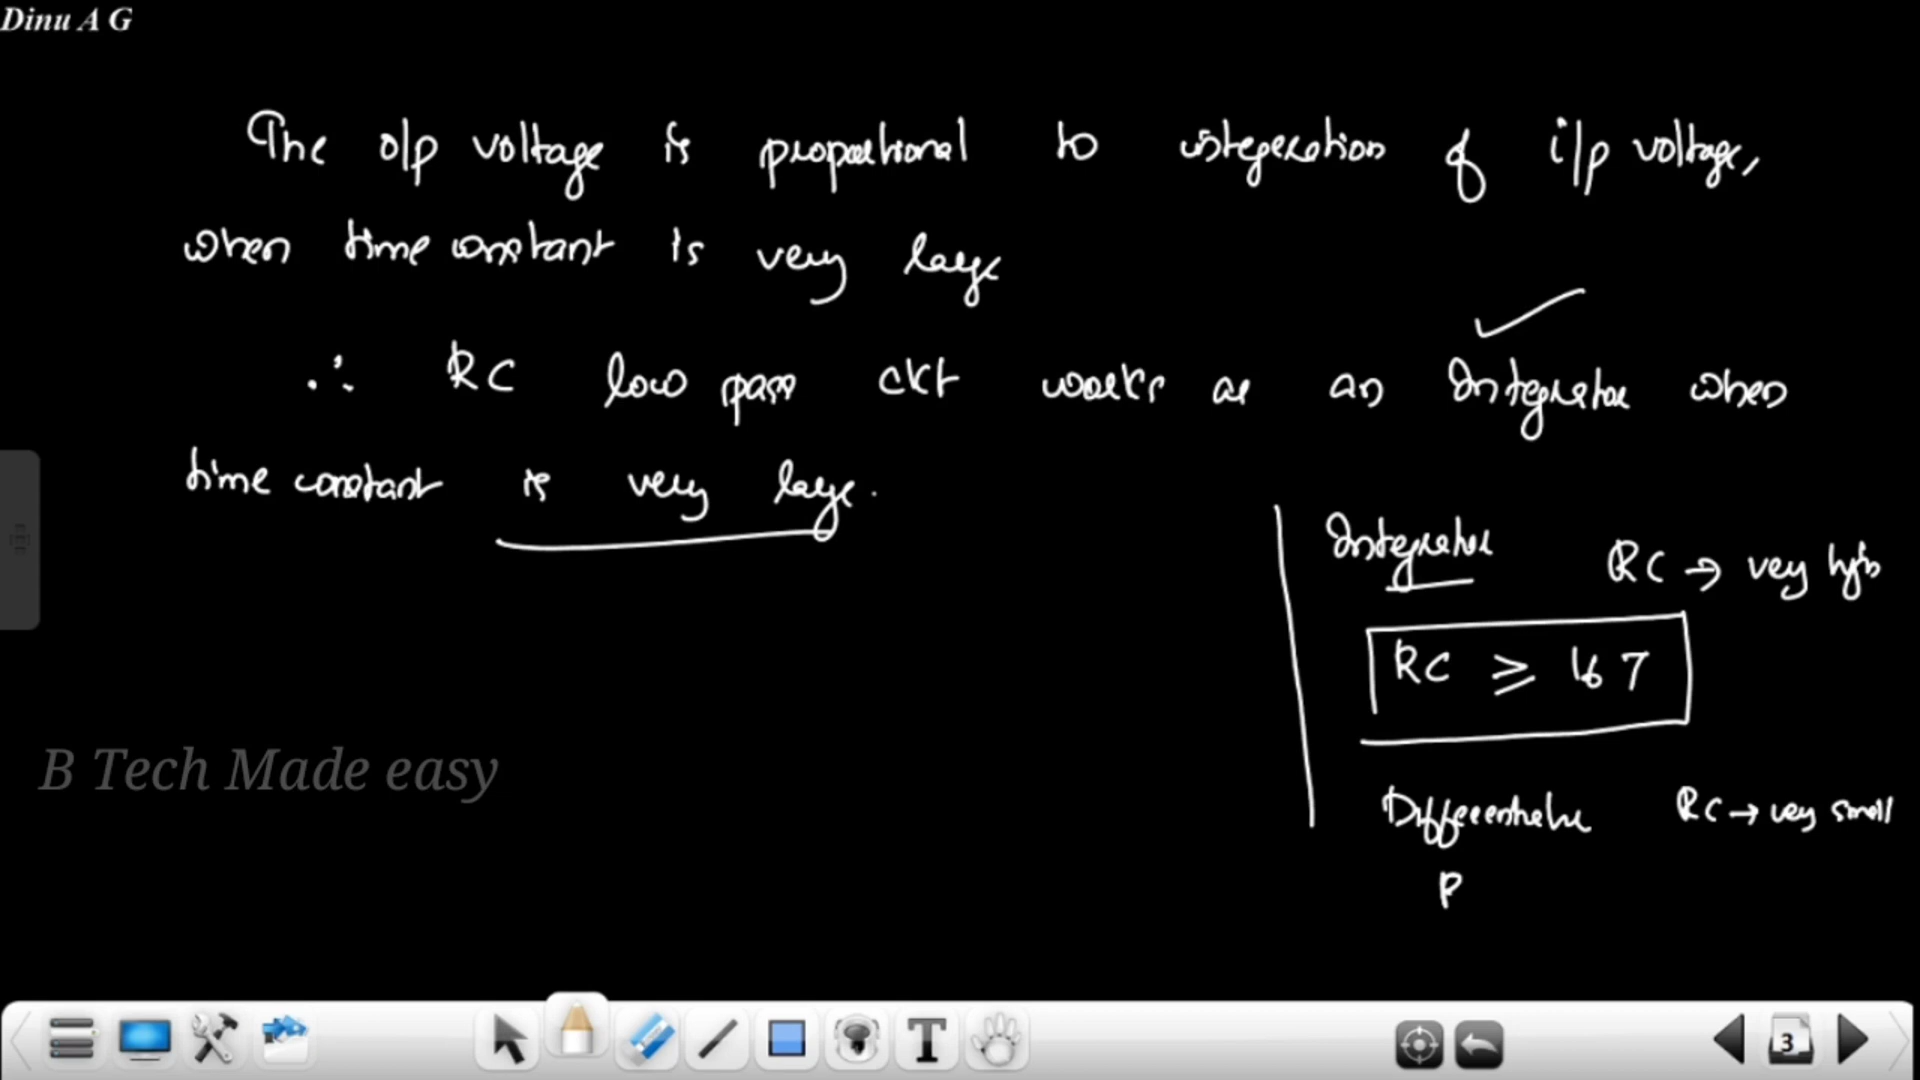 Dinu A G
The o/p voltage is proportional to integeration of i/p voltage,
when time constant is very large
∴ RC low pass ckt works as an Integrator when
time constant is very large.
Integrator RC → very high
RC ≥ 16T
B Tech Made easy
Differentiator RC → very small
P
T
3